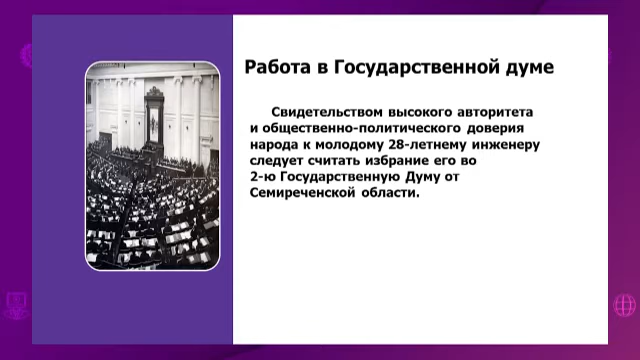 Работа в Государственной думе
Свидетельством высокого авторитета
и общественно-политического доверия
народа к молодому 28-летнему инженеру
следует считать избрание его во
2-ю Государственную Думу от
Семиреченской области.